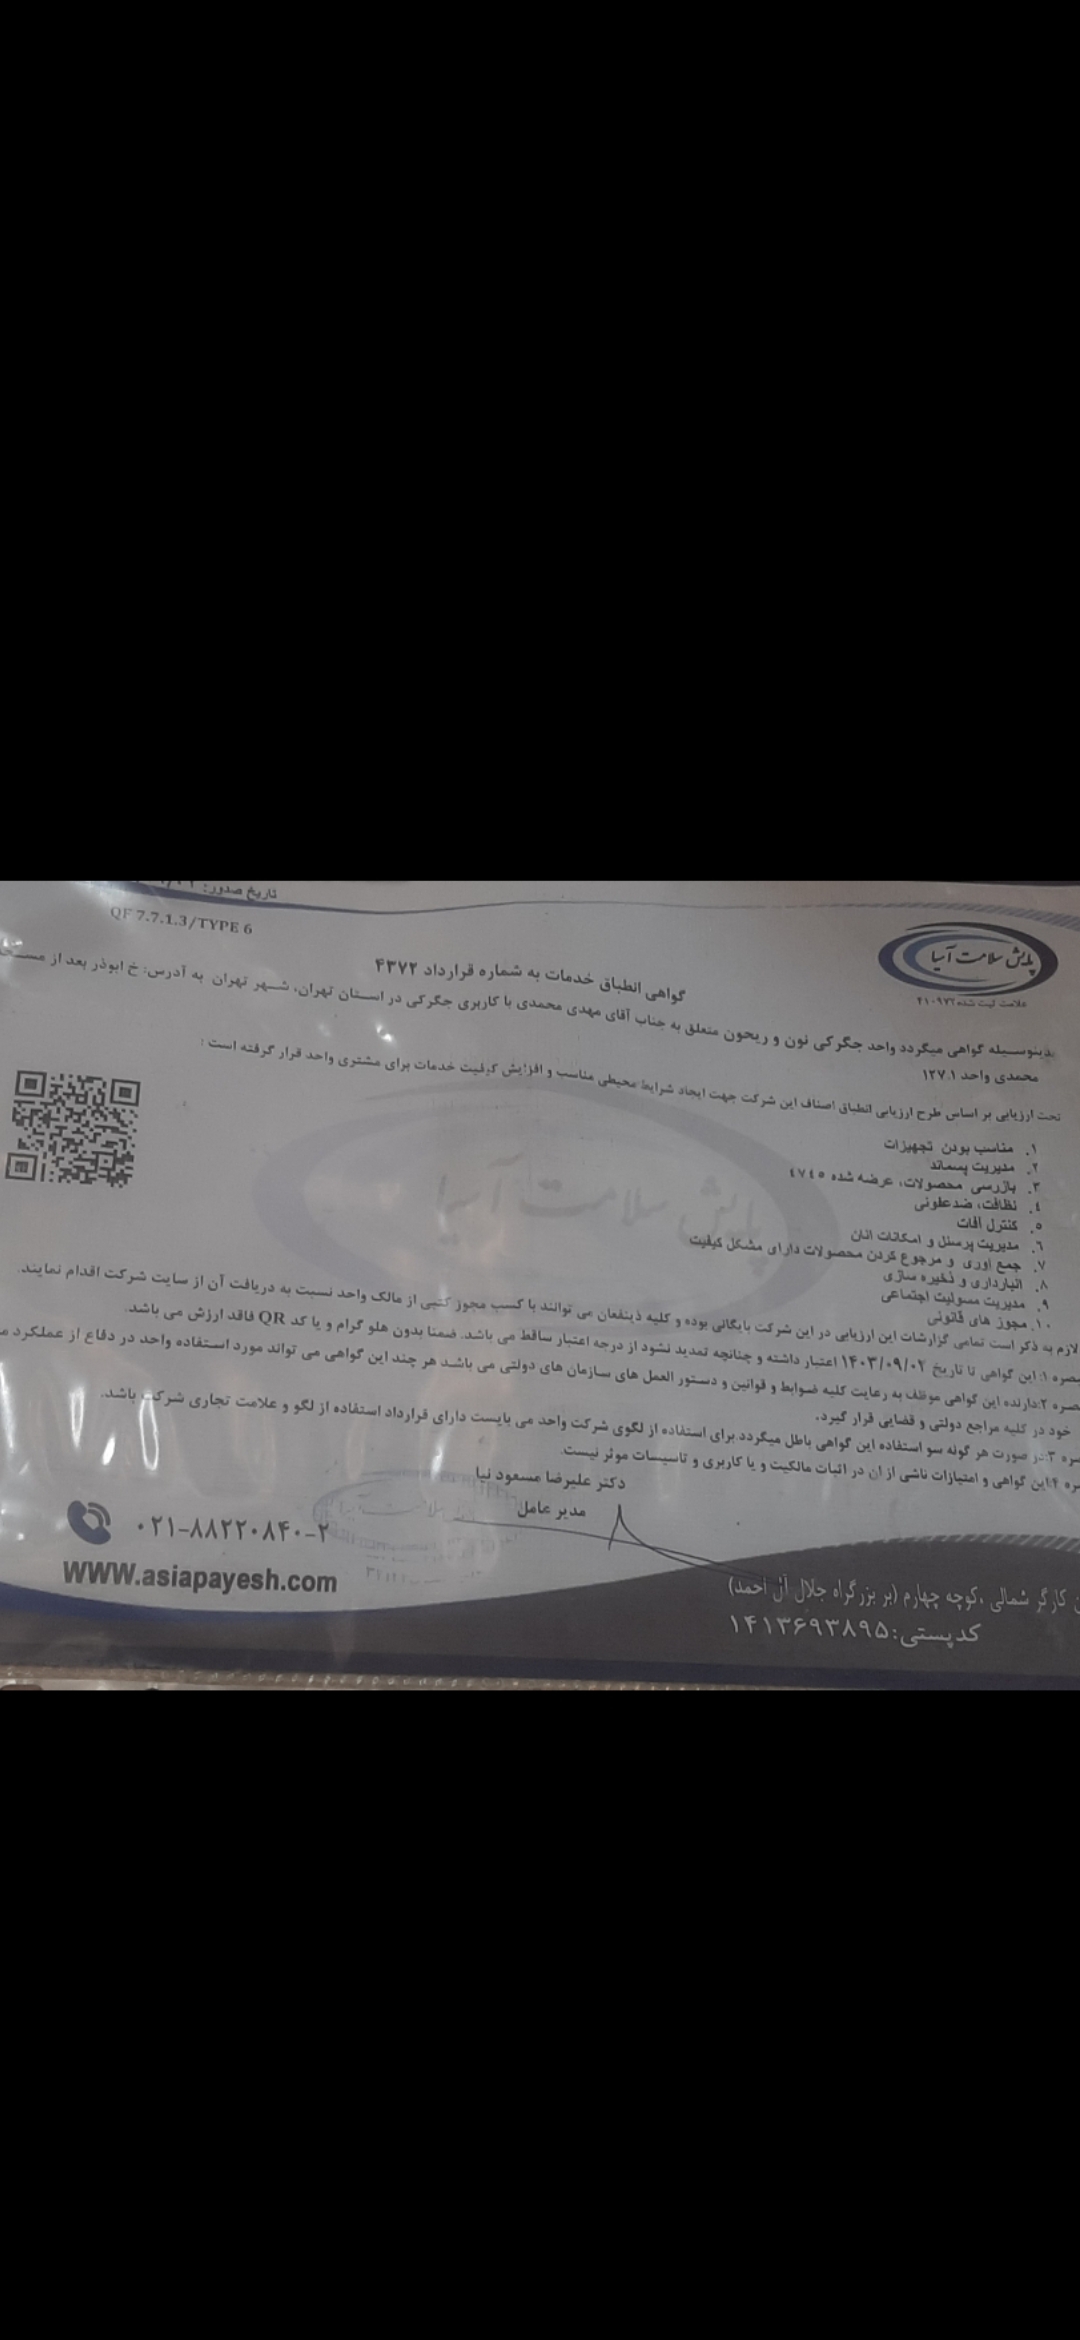 تاریخ صدور:
QF 7.7.1.3/TYPE 6
پایش سلامت آسیا
علامت ثبت شده ۴۱۰۹۷۲
گواهی انطباق خدمات به شماره قرارداد ۴۳۷۲
بدینوسیله گواهی میگردد واحد جگرکی نون و ریحون متعلق به جناب آقای مهدی محمدی با کاربری جگرکی در استان تهران، شهر تهران به آدرس: خ ابوذر بعد از
محمدی واحد ۱۲۷.۱
تحت ارزیابی بر اساس طرح ارزیابی انطباق اصناف این شرکت جهت ایجاد شرایط محیطی مناسب و افزایش کیفیت خدمات برای مشتری واحد قرار گرفته است :
۱. مناسب بودن تجهیزات
۲. مدیریت پسماند
۳. بازرسی محصولات، عرضه شده ٤٧٤٥
٤. نظافت، ضدعفونی
۵. کنترل آفات
٦. مدیریت پرسنل و امکانات انان
۷. جمع اوری و مرجوع کردن محصولات دارای مشکل کیفیت
۸. انبارداری و ذخیره سازی
۹. مدیریت مسولیت اجتماعی
۱۰. مجوز های قانونی
لازم به ذکر است تمامی گزارشات این ارزیابی در این شرکت بایگانی بوده و کلیه ذینفعان می توانند با کسب مجوز کتبی از مالک واحد نسبت به دریافت آن از سایت شرکت اقدام نمایند.
۱: این گواهی تا تاریخ ۱۴۰۳/۰۹/۰۲ اعتبار داشته و چنانچه تمدید نشود از درجه اعتبار ساقط می باشد. ضمنا بدون هلو گرام و یا کد QR فاقد ارزش می باشد.
۲:دارنده این گواهی موظف به رعایت کلیه ضوابط و قوانین و دستور العمل های سازمان های دولتی می باشد هر چند این گواهی می تواند مورد استفاده واحد در دفاع از عملکرد
خود در کلیه مراجع دولتی و قضایی قرار گیرد.
۳:در صورت هر گونه سو استفاده این گواهی باطل میگردد.برای استفاده از لگوی شرکت واحد می بایست دارای قرارداد استفاده از لگو و علامت تجاری شرکت باشد.
۴:این گواهی و امتیازات ناشی از ان در اثبات مالکیت و یا کاربری و تاسیسات موثر نیست.
دکتر علیرضا مسعود نیا
مدیر عامل
۰۲۱-۸۸۲۲۰۸۴۰-۲
WWW.asiapayesh.com
کارگر شمالی ،کوچه چهارم (بر بزرگراه جلال آل احمد)
کدپستی:۱۴۱۳۶۹۳۸۹۵